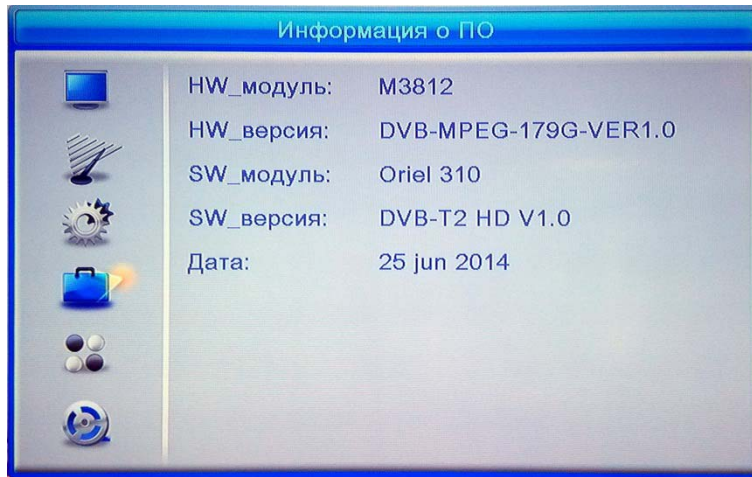 Информация о ПО
HW_модуль: M3812
HW_версия: DVB-MPEG-179G-VER1.0
SW_модуль: Oriel 310
SW_версия: DVB-T2 HD V1.0
Дата: 25 jun 2014